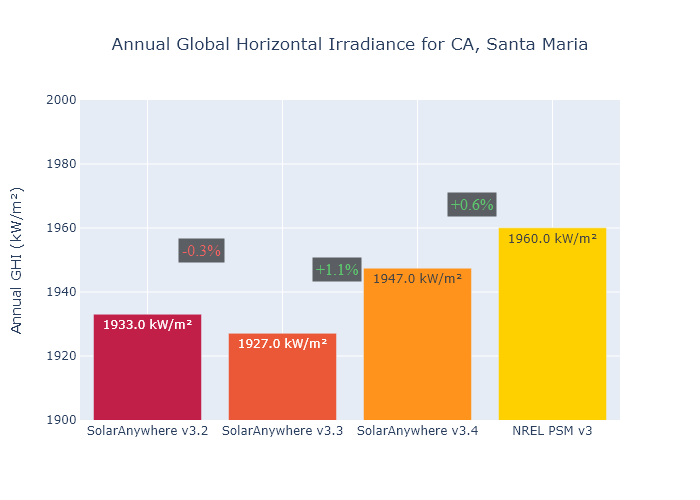 Annual Global Horizontal Irradiance for CA, Santa Maria
Annual GHI (kW/m²)
2000
1980
1960
1940
1920
1900
-0.3%
+1.1%
+0.6%
1933.0 kW/m²
1927.0 kW/m²
1947.0 kW/m²
1960.0 kW/m²
SolarAnywhere v3.2
SolarAnywhere v3.3
SolarAnywhere v3.4
NREL PSM v3